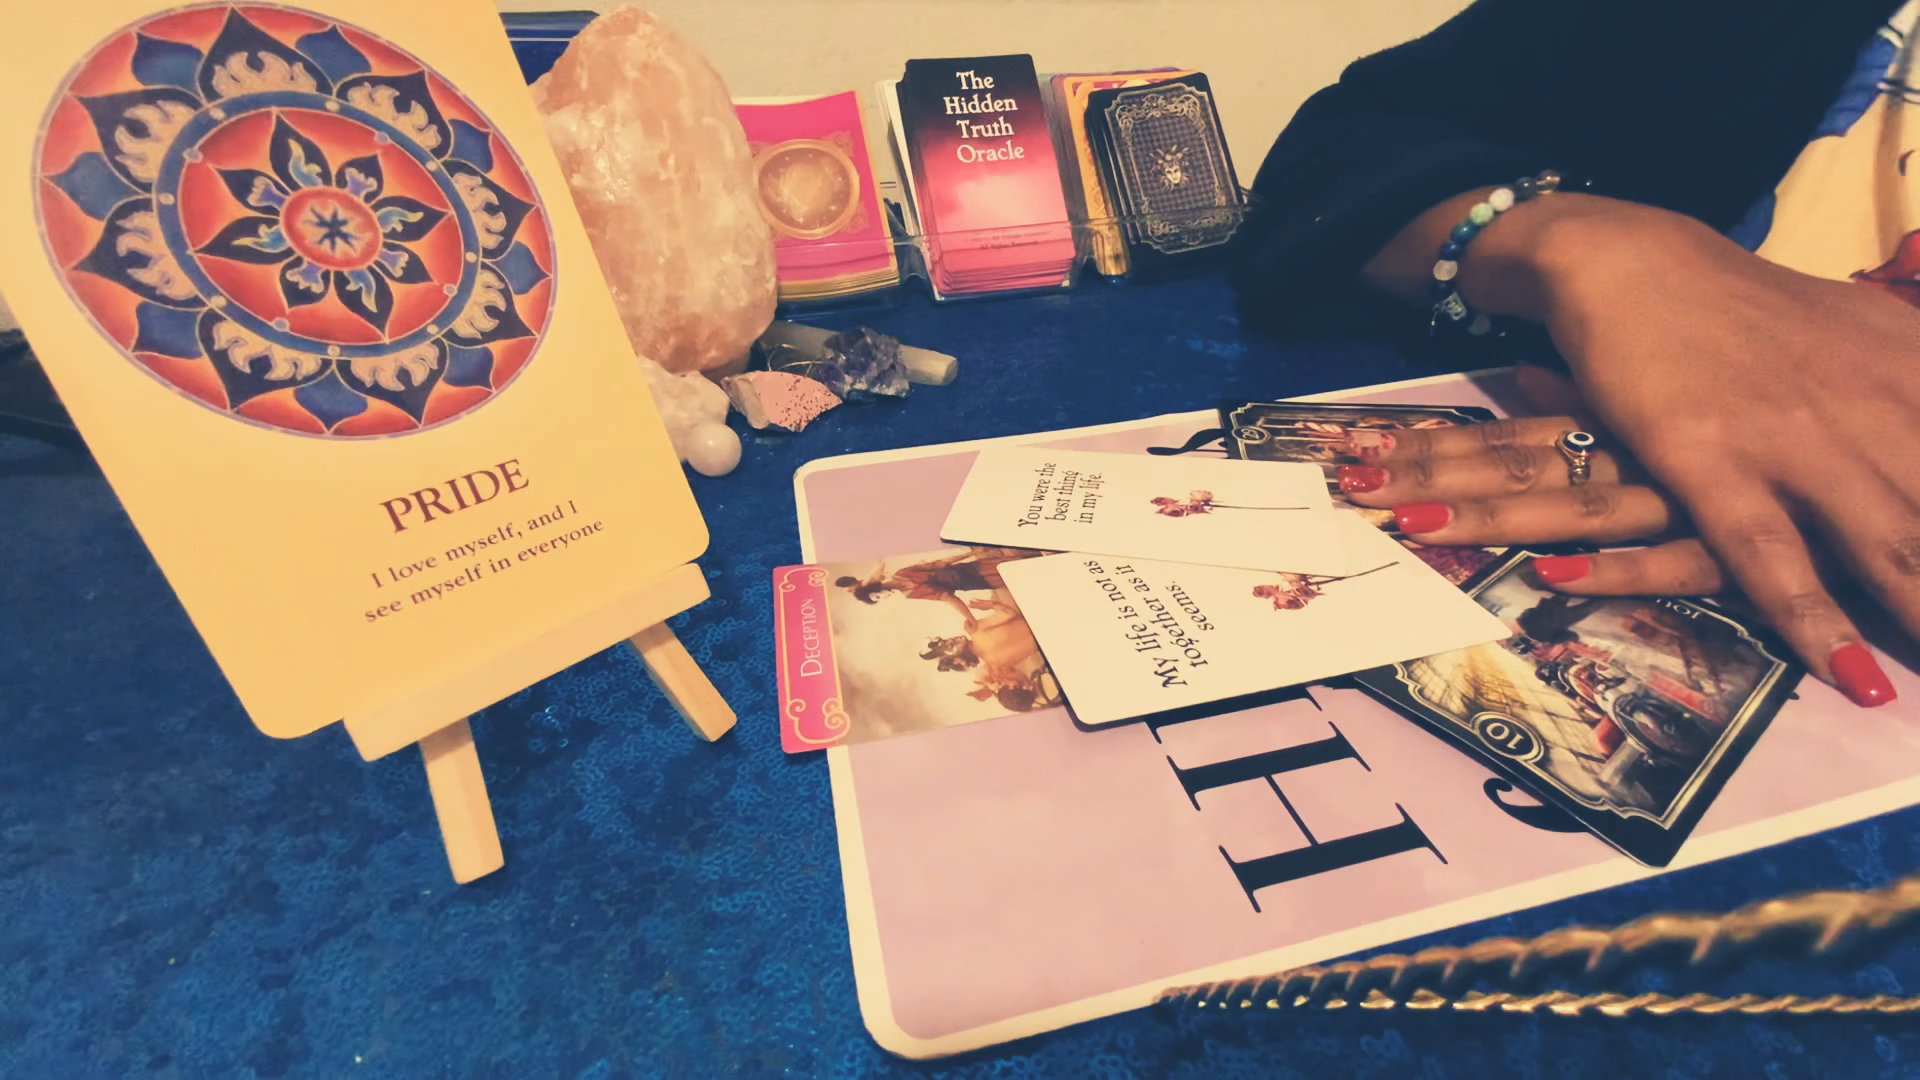 PRIDE
I love myself, and I
see myself in everyone
The
Hidden
Truth
Oracle
You were the
best thing
in my life.
My life is not as
together as it
seems.
DECEPTION
10
H